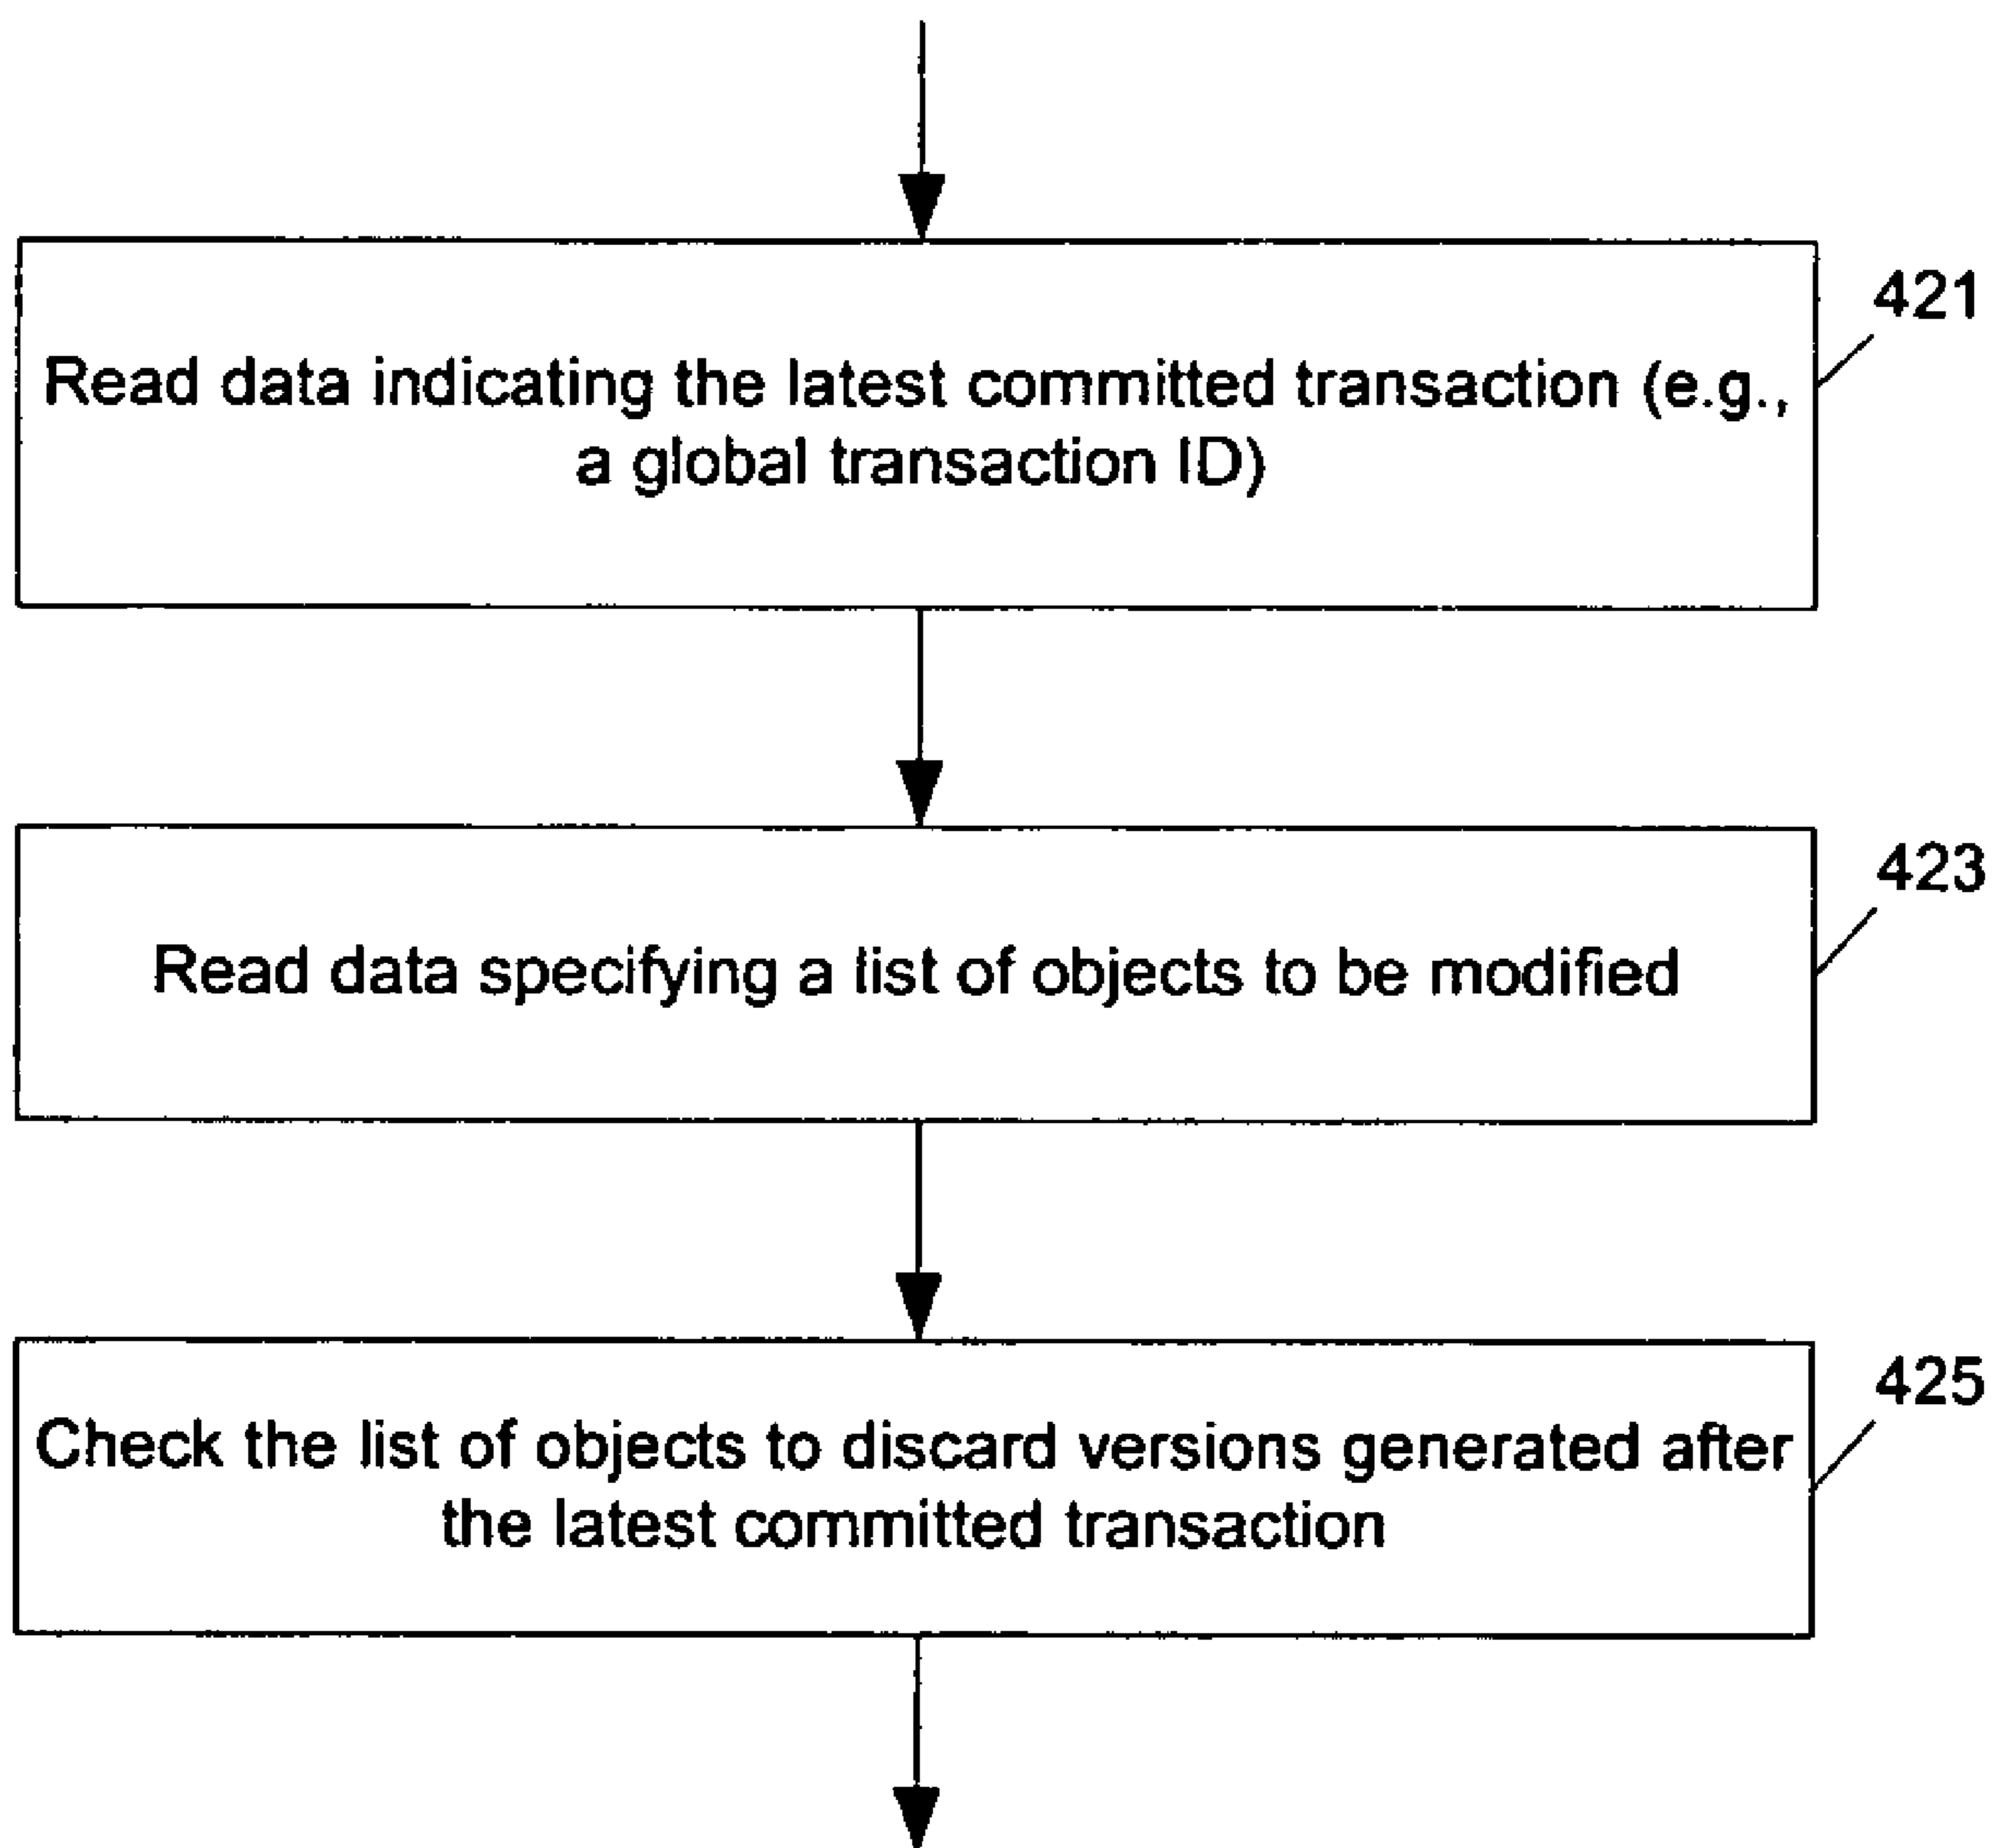 421
Read data indicating the latest committed transaction (e.g.,
a global transaction ID)
423
Read data specifying a list of objects to be modified
425
Check the list of objects to discard versions generated after
the latest committed transaction